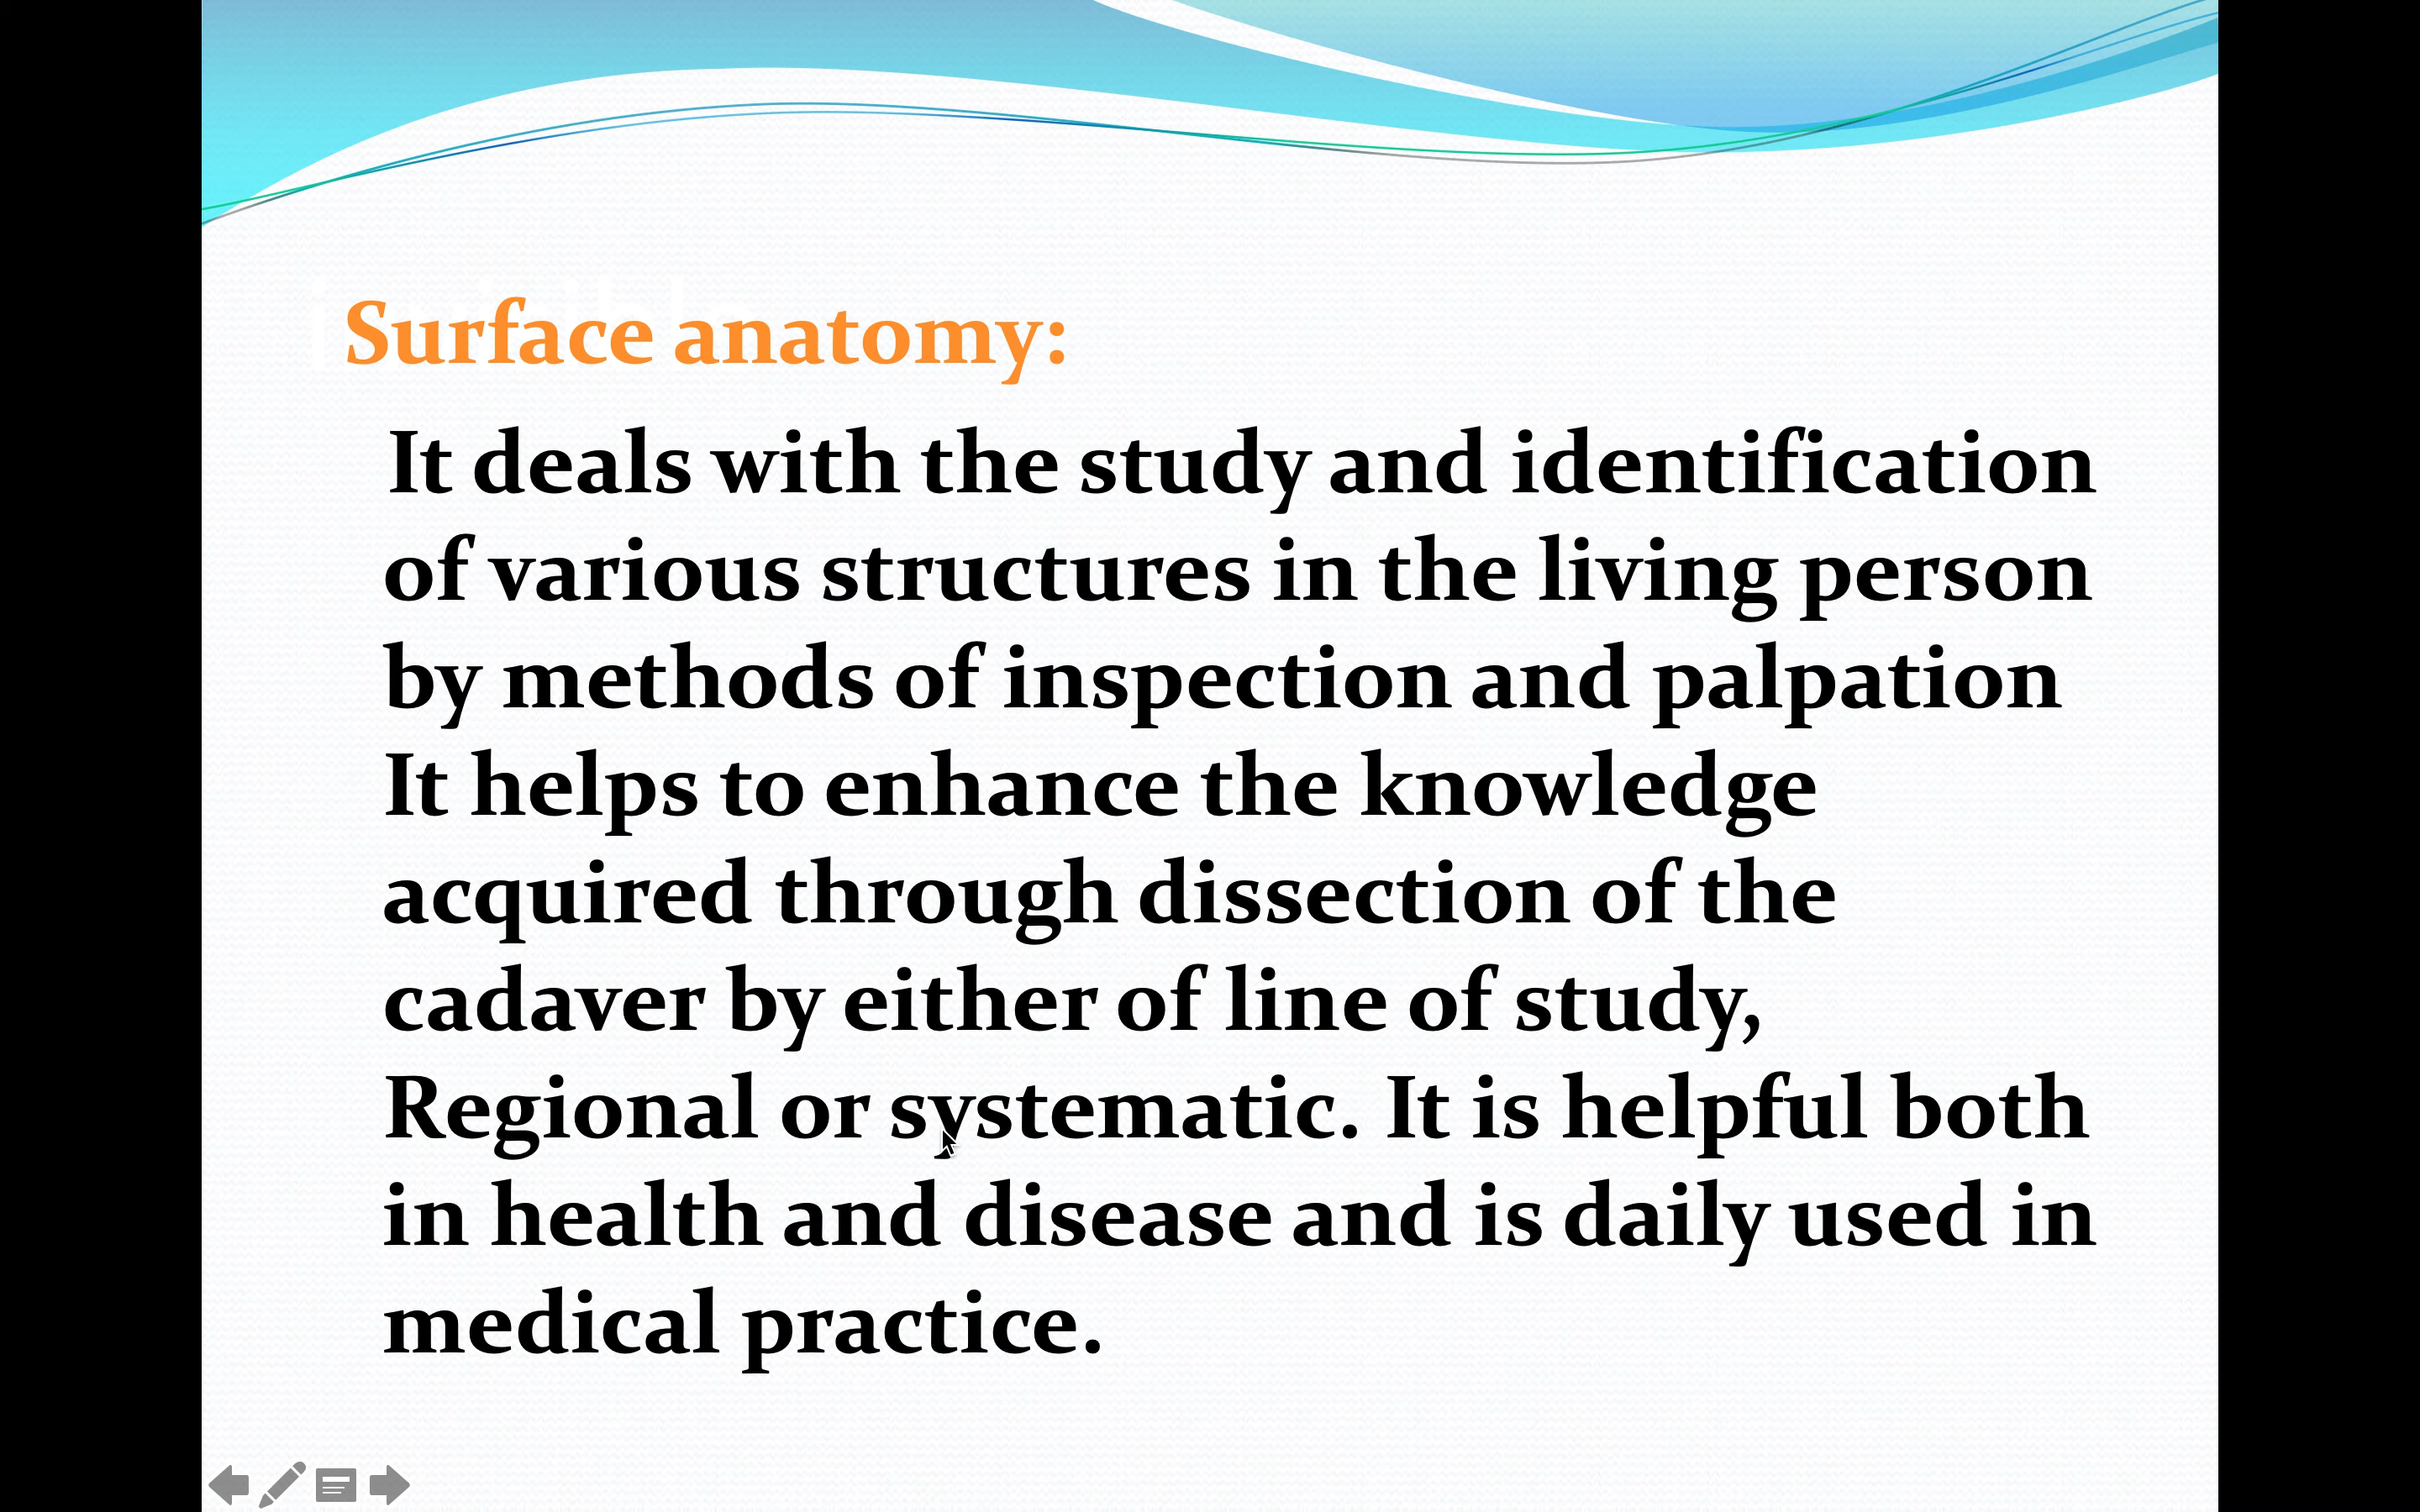 Surface anatomy:
It deals with the study and identification
of various structures in the living person
by methods of inspection and palpation
It helps to enhance the knowledge
acquired through dissection of the
cadaver by either of line of study,
Regional or systematic. It is helpful both
in health and disease and is daily used in
medical practice.